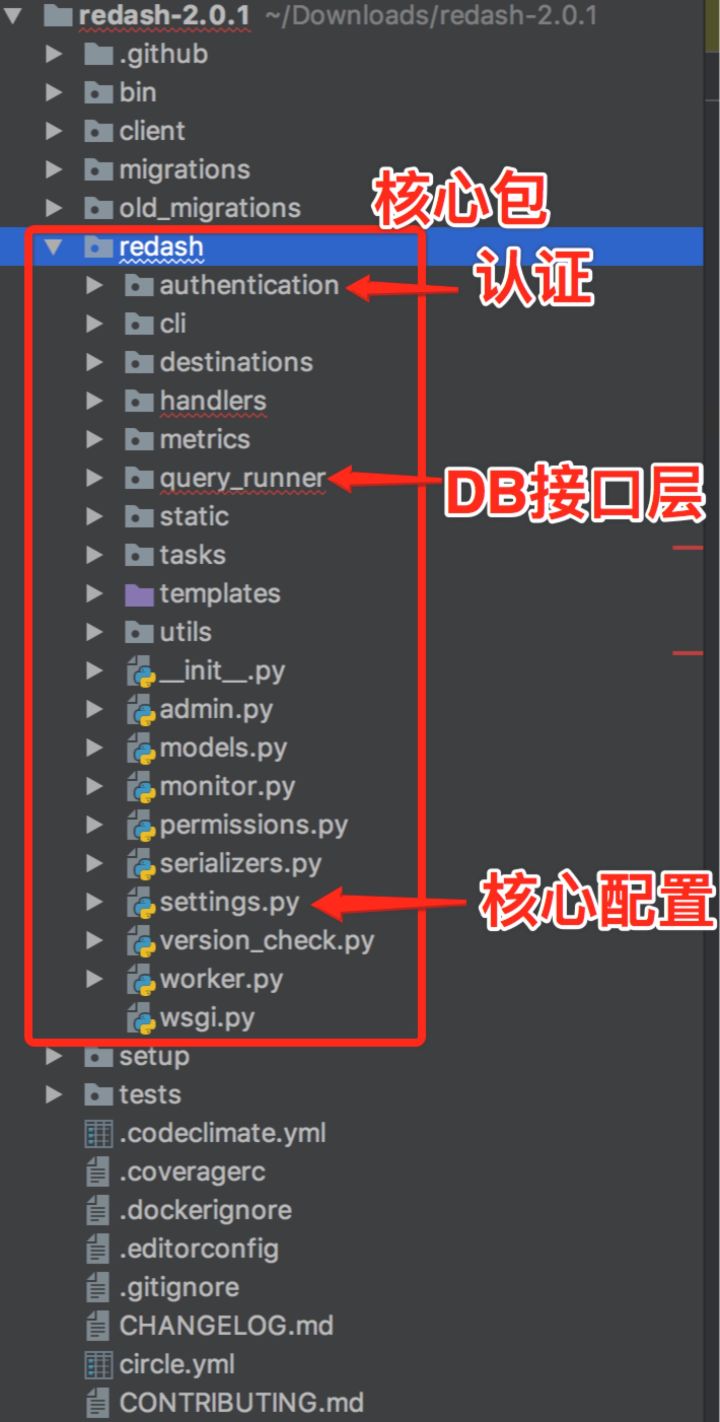 redash-2.0.1 ~/Downloads/redash-2.0.1
.github
bin
client
migrations
old_migrations
核心包
redash
authentication
认证
cli
destinations
handlers
metrics
query_runner
DB接口层
static
tasks
templates
utils
__init__.py
admin.py
models.py
monitor.py
permissions.py
serializers.py
settings.py
核心配置
version_check.py
worker.py
wsgi.py
setup
tests
.codeclimate.yml
.coveragerc
.dockerignore
.editorconfig
.gitignore
CHANGELOG.md
circle.yml
CONTRIBUTING.md